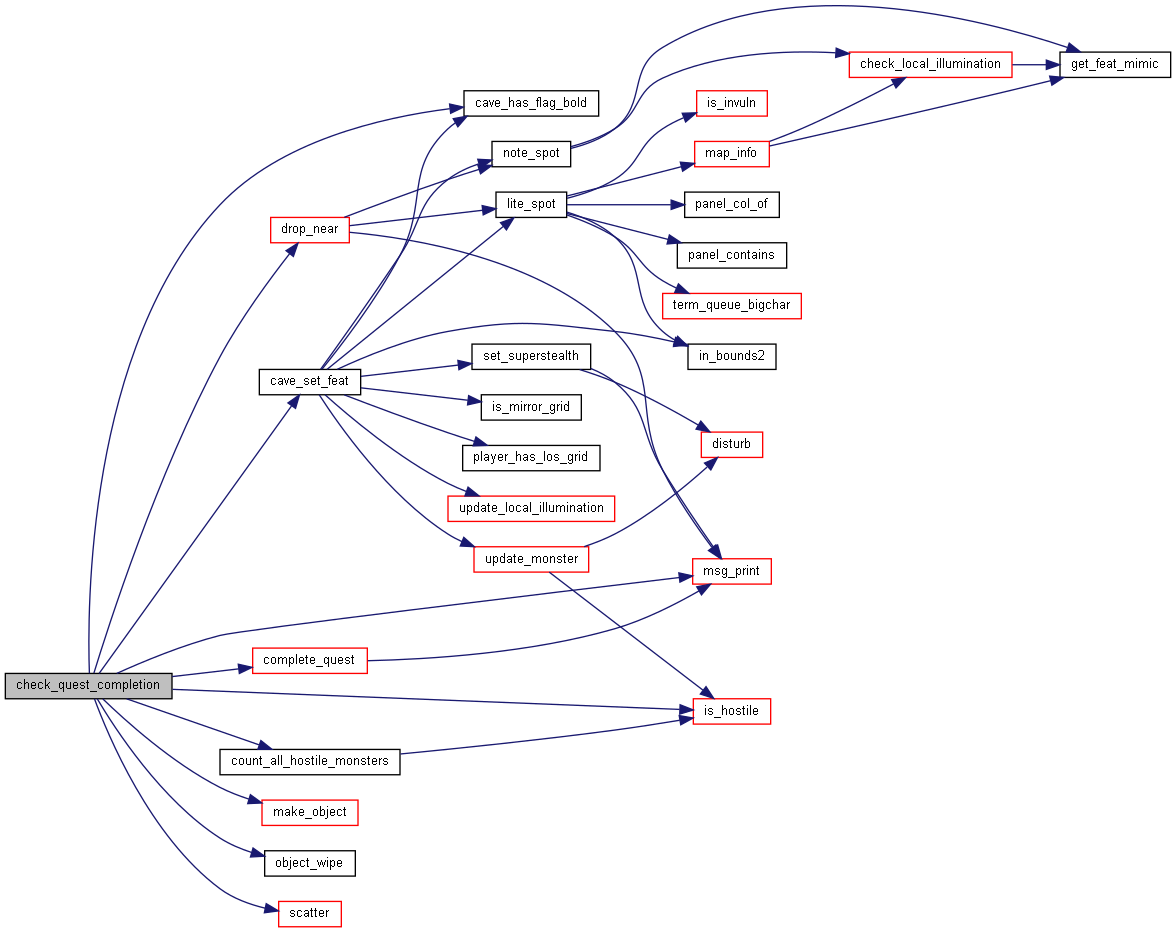 check_local_illumination
get_feat_mimic
cave_has_flag_bold
is_invuln
note_spot
map_info
lite_spot
panel_col_of
drop_near
panel_contains
term_queue_bigchar
set_superstealth
in_bounds2
cave_set_feat
is_mirror_grid
disturb
player_has_los_grid
update_local_illumination
update_monster
msg_print
complete_quest
check_quest_completion
is_hostile
count_all_hostile_monsters
make_object
object_wipe
scatter